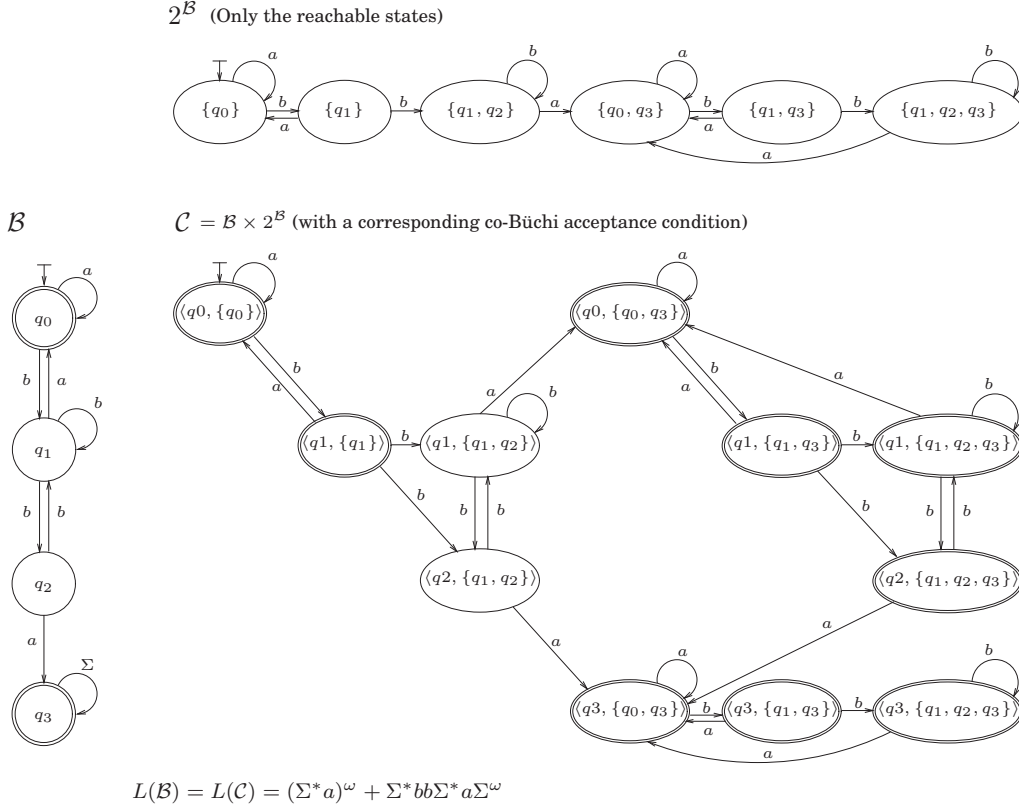 2^ℬ (Only the reachable states)
a b a b
{q₀} b a {q₁} b {q₁, q₂} a {q₀, q₃} b a {q₁, q₃} b {q₁, q₂, q₃}
a
ℬ 𝒞 = ℬ × 2^ℬ (with a corresponding co-Büchi acceptance condition)
a a a
q₀ ⟨q0, {q₀}⟩ ⟨q0, {q₀, q₃}⟩
b a b a a b a a
b b b
q₁ ⟨q1, {q₁}⟩ b ⟨q1, {q₁, q₂}⟩ ⟨q1, {q₁, q₃}⟩ b ⟨q1, {q₁, q₂, q₃}⟩
b b b b b b b b
q₂ ⟨q2, {q₁, q₂}⟩ ⟨q2, {q₁, q₂, q₃}⟩
a a a
Σ a b
q₃ ⟨q3, {q₀, q₃}⟩ b a ⟨q3, {q₁, q₃}⟩ b ⟨q3, {q₁, q₂, q₃}⟩
a
L(ℬ) = L(𝒞) = (Σ*a)^ω + Σ*bbΣ*aΣ^ω